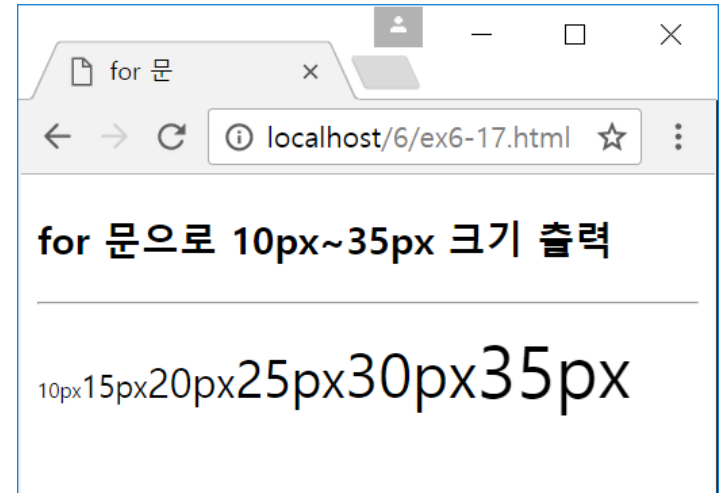 for 문
localhost/6/ex6-17.html
for 문으로 10px~35px 크기 출력
10px15px20px25px30px35px